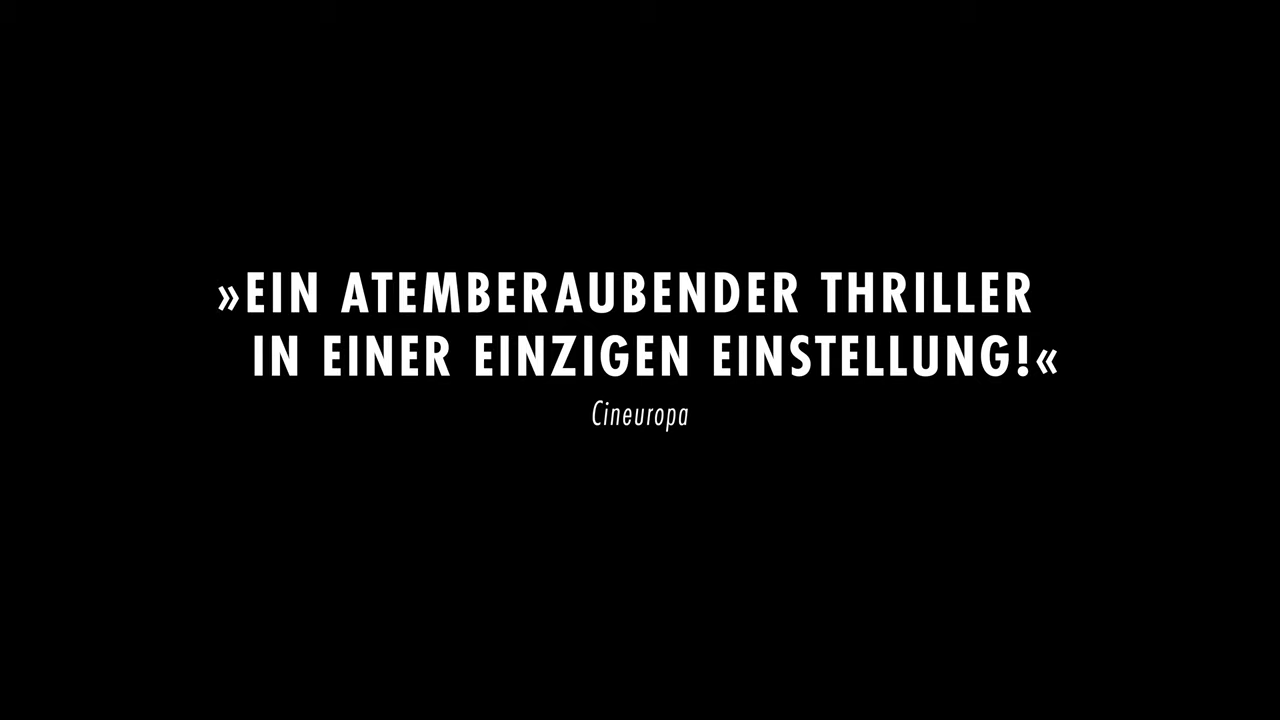 »EIN ATEMBERAUBENDER THRILLER
IN EINER EINZIGEN EINSTELLUNG!«
Cineuropa